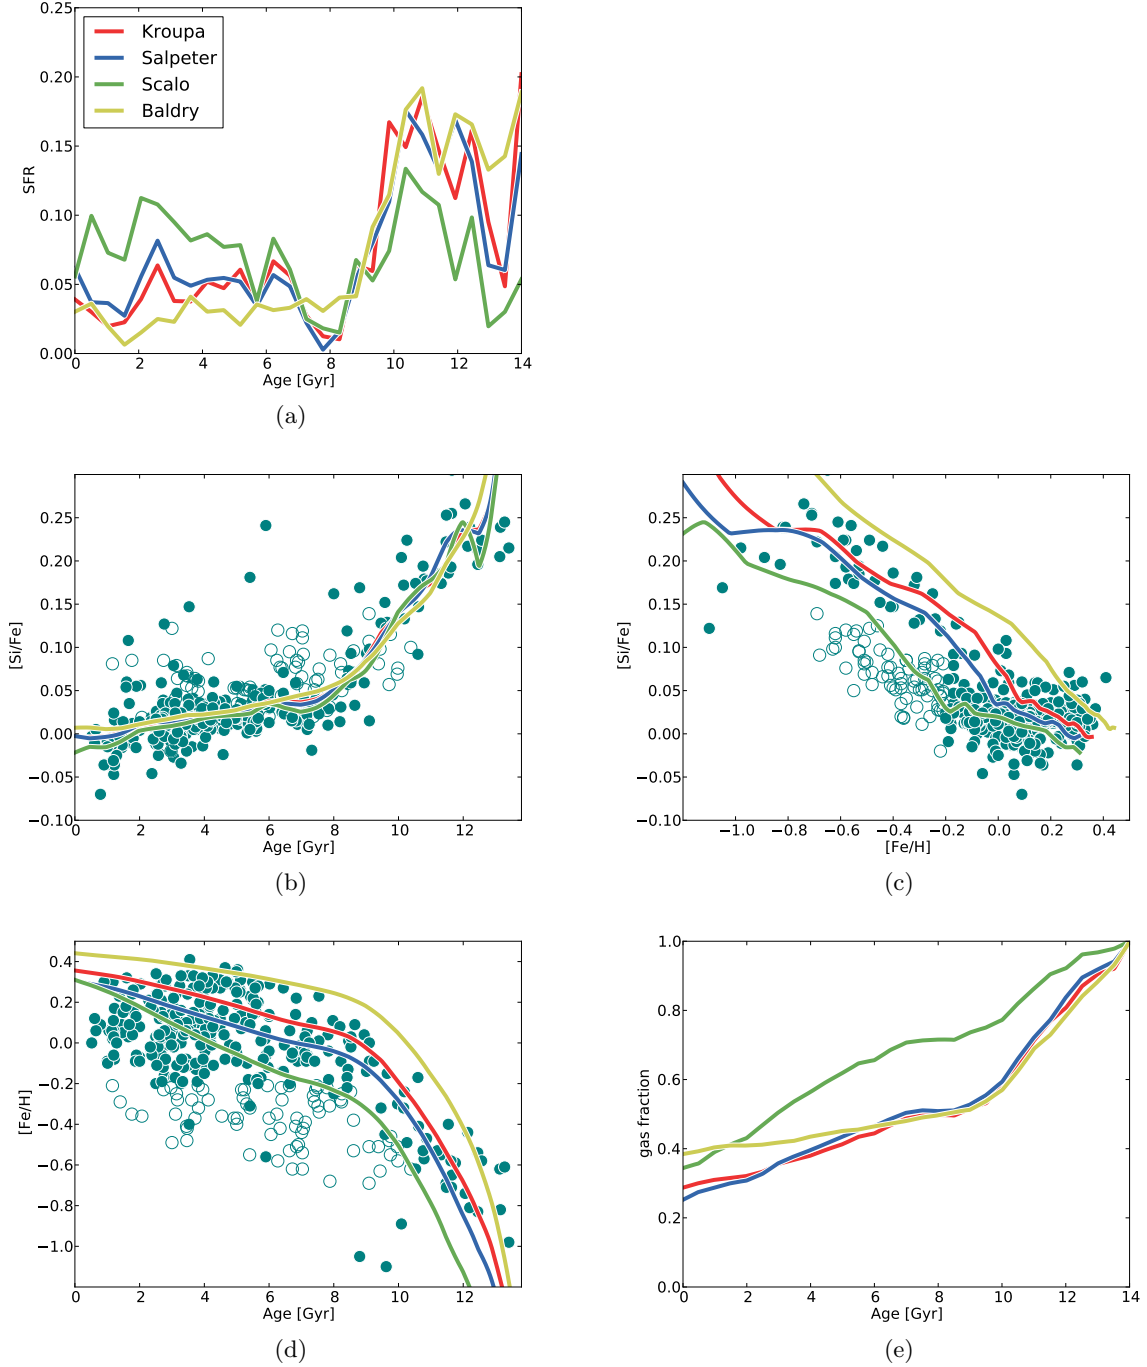 0.25
0.20
0.15
0.10
0.05
0.00
SFR
Kroupa
Salpeter
Scalo
Baldry
0 2 4 6 8 10 12 14
Age [Gyr]
(a)
0.25
0.20
0.15
0.10
0.05
0.00
−0.05
−0.10
[Si/Fe]
0 2 4 6 8 10 12
Age [Gyr]
(b)
0.25
0.20
0.15
0.10
0.05
0.00
−0.05
−0.10
[Si/Fe]
−1.0 −0.8 −0.6 −0.4 −0.2 0.0 0.2 0.4
[Fe/H]
(c)
0.4
0.2
0.0
−0.2
−0.4
−0.6
−0.8
−1.0
[Fe/H]
0 2 4 6 8 10 12
Age [Gyr]
(d)
1.0
0.8
0.6
0.4
0.2
0.0
gas fraction
0 2 4 6 8 10 12 14
Age [Gyr]
(e)